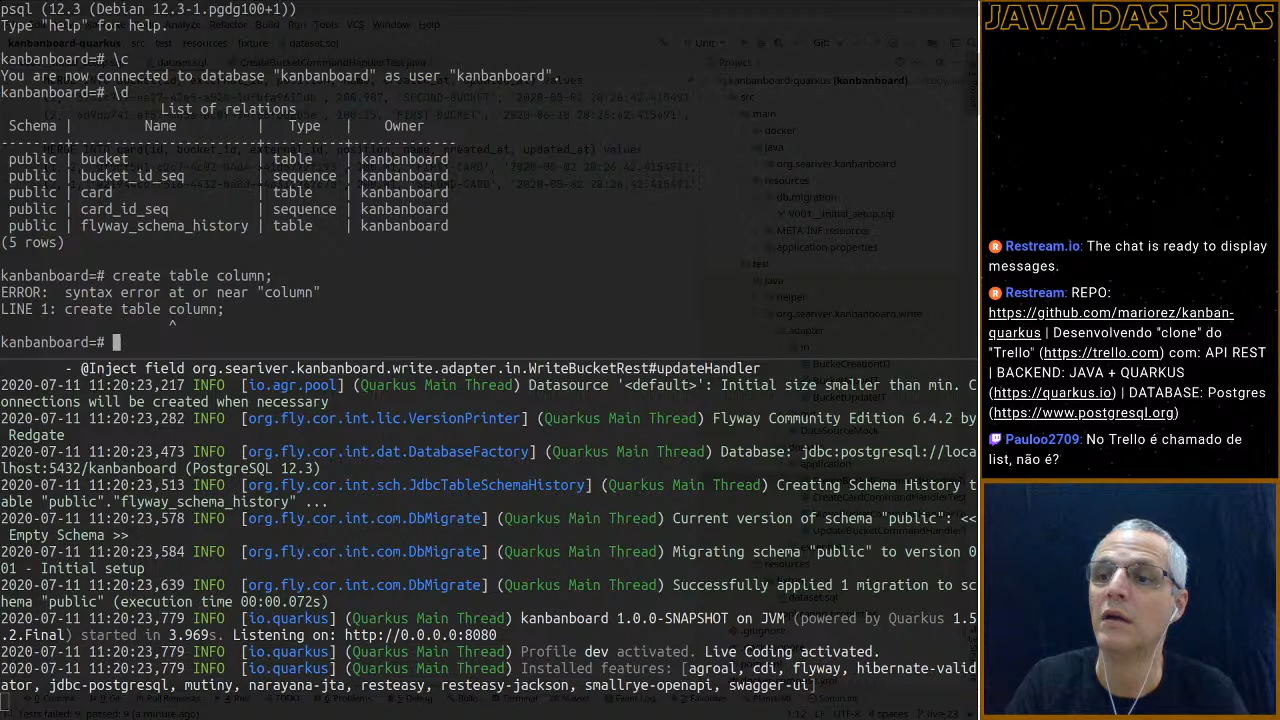 psql (12.3 (Debian 12.3-1.pgdg100+1))
Type "help" for help.
kanbanboard=# \c
You are now connected to database "kanbanboard" as user "kanbanboard".
kanbanboard=# \d
List of relations
Schema | Name | Type | Owner
public | bucket | table | kanbanboard
public | bucket_id_seq | sequence | kanbanboard
public | card | table | kanbanboard
public | card_id_seq | sequence | kanbanboard
public | flyway_schema_history | table | kanbanboard
(5 rows)
kanbanboard=# create table column;
ERROR: syntax error at or near "column"
LINE 1: create table column;
^
kanbanboard=#
- @Inject field org.seariver.kanbanboard.write.adapter.in.WriteBucketRest#updateHandler
2020-07-11 11:20:23,217 INFO [io.agr.pool] (Quarkus Main Thread) Datasource '<default>': Initial size smaller than min. C
onnections will be created when necessary
2020-07-11 11:20:23,282 INFO [org.fly.cor.int.lic.VersionPrinter] (Quarkus Main Thread) Flyway Community Edition 6.4.2 by
Redgate
2020-07-11 11:20:23,473 INFO [org.fly.cor.int.dat.DatabaseFactory] (Quarkus Main Thread) Database: jdbc:postgresql://loca
lhost:5432/kanbanboard (PostgreSQL 12.3)
2020-07-11 11:20:23,513 INFO [org.fly.cor.int.sch.JdbcTableSchemaHistory] (Quarkus Main Thread) Creating Schema History t
able "public"."flyway_schema_history" ...
2020-07-11 11:20:23,578 INFO [org.fly.cor.int.com.DbMigrate] (Quarkus Main Thread) Current version of schema "public": <<
Empty Schema >>
2020-07-11 11:20:23,584 INFO [org.fly.cor.int.com.DbMigrate] (Quarkus Main Thread) Migrating schema "public" to version 0
01 - Initial setup
2020-07-11 11:20:23,639 INFO [org.fly.cor.int.com.DbMigrate] (Quarkus Main Thread) Successfully applied 1 migration to sc
hema "public" (execution time 00:00.072s)
2020-07-11 11:20:23,779 INFO [io.quarkus] (Quarkus Main Thread) kanbanboard 1.0.0-SNAPSHOT on JVM (powered by Quarkus 1.5
.2.Final) started in 3.969s. Listening on: http://0.0.0.0:8080
2020-07-11 11:20:23,779 INFO [io.quarkus] (Quarkus Main Thread) Profile dev activated. Live Coding activated.
2020-07-11 11:20:23,779 INFO [io.quarkus] (Quarkus Main Thread) Installed features: [agroal, cdi, flyway, hibernate-valid
ator, jdbc-postgresql, mutiny, narayana-jta, resteasy, resteasy-jackson, smallrye-openapi, swagger-ui]
JAVA DAS RUAS
Restream.io: The chat is ready to display
messages.
Restream: REPO:
https://github.com/mariorez/kanban-
quarkus | Desenvolvendo "clone" do
"Trello" (https://trello.com) com: API REST
| BACKEND: JAVA + QUARKUS
(https://quarkus.io) | DATABASE: Postgres
(https://www.postgresql.org)
Pauloo2709: No Trello é chamado de
list, não é?